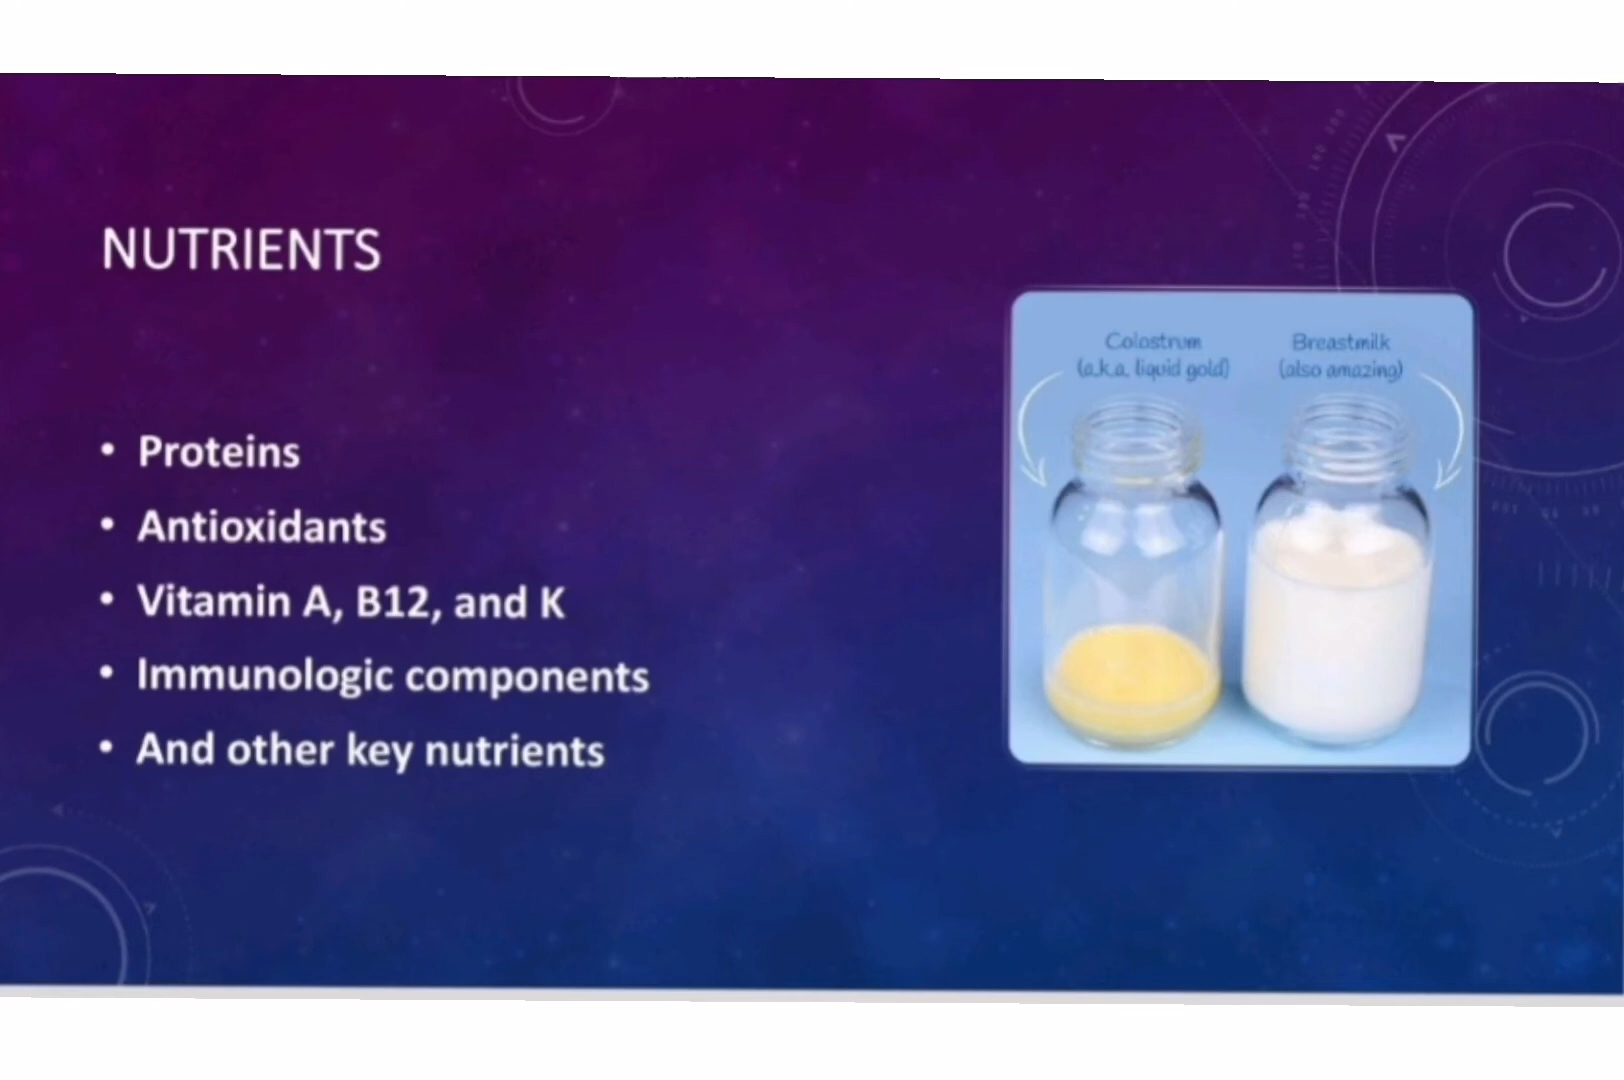 NUTRIENTS
• Proteins
• Antioxidants
• Vitamin A, B12, and K
• Immunologic components
• And other key nutrients
Colostrum
(a.k.a. liquid gold)
Breastmilk
(also amazing)